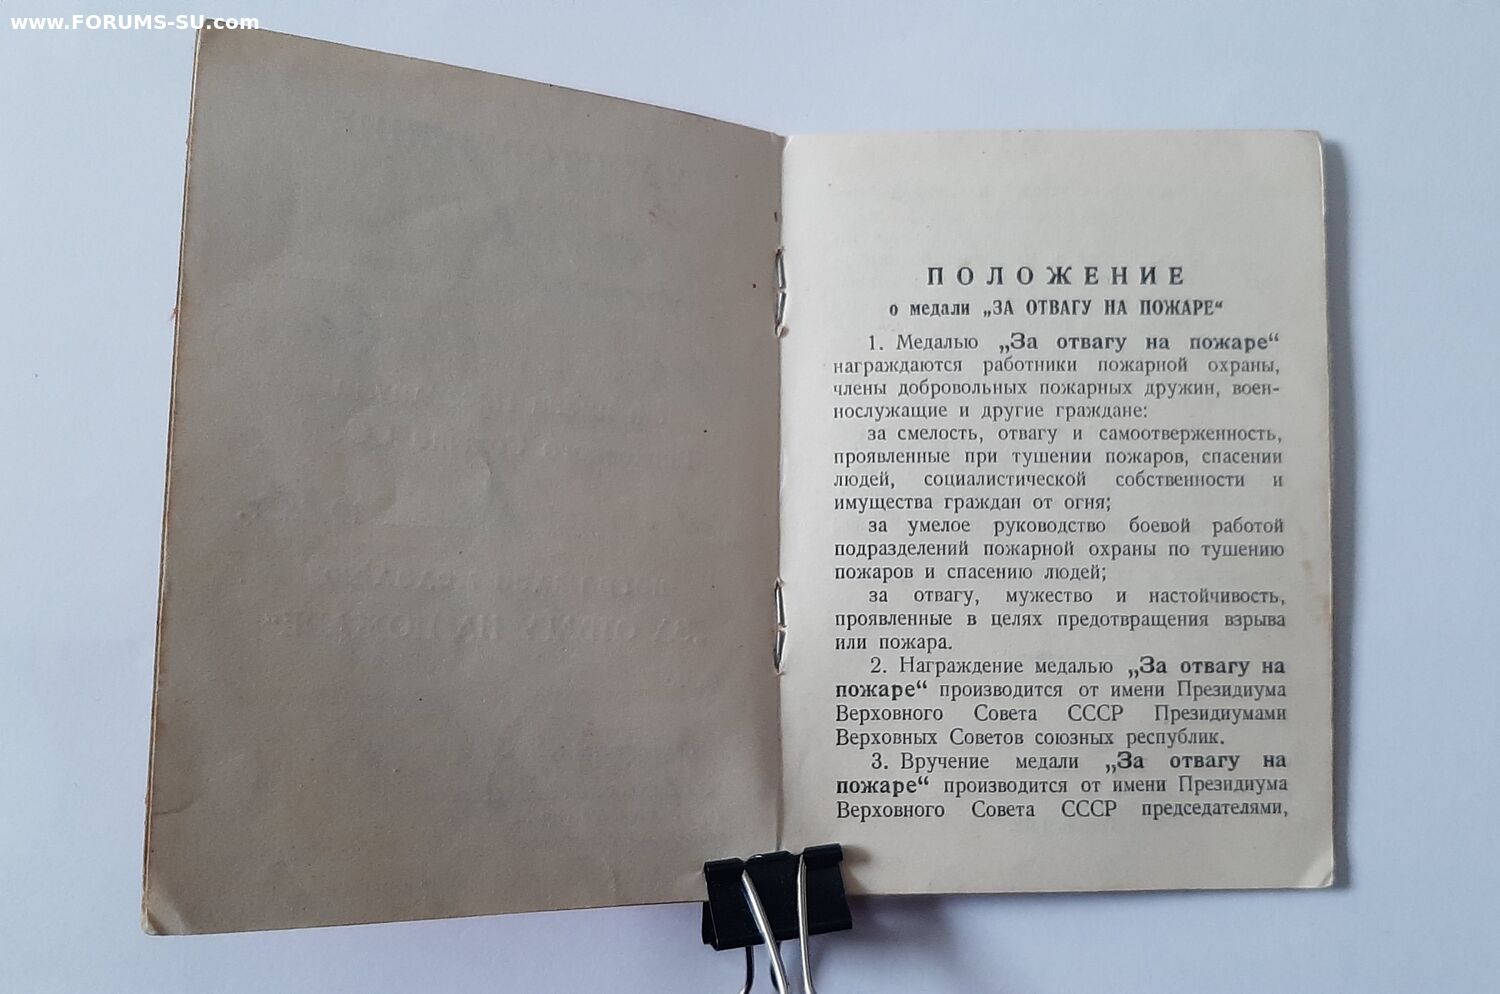 www.FORUMS-SU.com
ПОЛОЖЕНИЕ
о медали „ЗА ОТВАГУ НА ПОЖАРЕ“
1. Медалью „За отвагу на пожаре“
награждаются работники пожарной охраны,
члены добровольных пожарных дружин, воен-
нослужащие и другие граждане:
за смелость, отвагу и самоотверженность,
проявленные при тушении пожаров, спасении
людей, социалистической собственности и
имущества граждан от огня;
за умелое руководство боевой работой
подразделений пожарной охраны по тушению
пожаров и спасению людей;
за отвагу, мужество и настойчивость,
проявленные в целях предотвращения взрыва
или пожара.
2. Награждение медалью „За отвагу на
пожаре“ производится от имени Президиума
Верховного Совета СССР Президиумами
Верховных Советов союзных республик.
3. Вручение медали „За отвагу на
пожаре“ производится от имени Президиума
Верховного Совета СССР председателями,